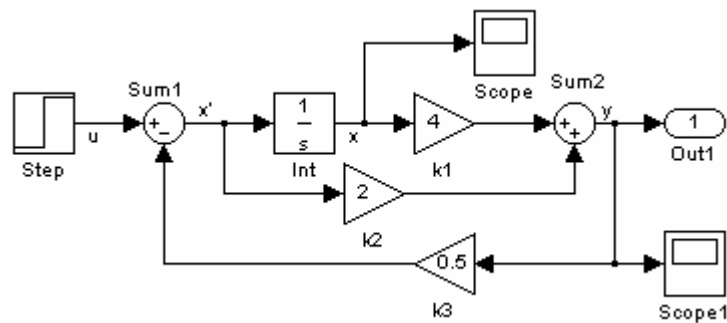 Sum1
Scope
Sum2
+
−
x'
1
s
x
4
+
+
y
1
u
Step
Int
k1
Out1
2
k2
0.5
k3
Scope1